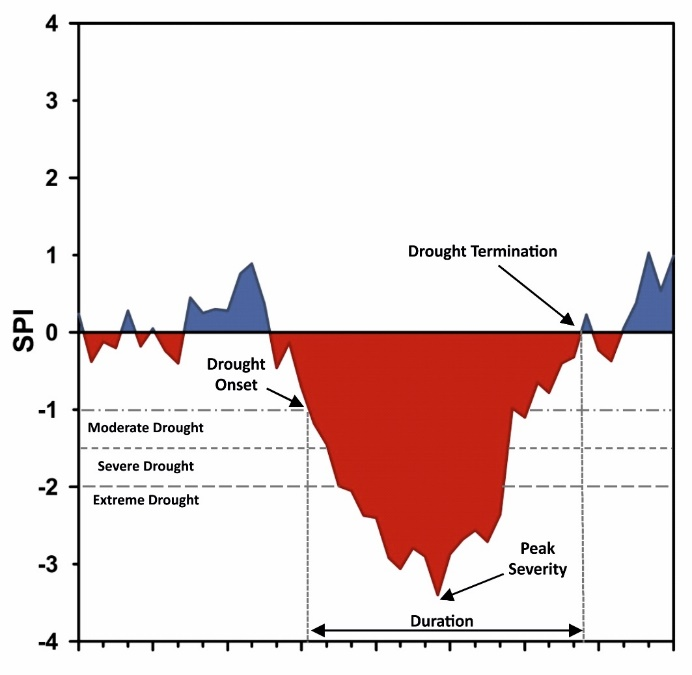 4
3
2
1
0
-1
-2
-3
-4
SPI
Drought Termination
Drought
Onset
Moderate Drought
Severe Drought
Extreme Drought
Peak
Severity
Duration